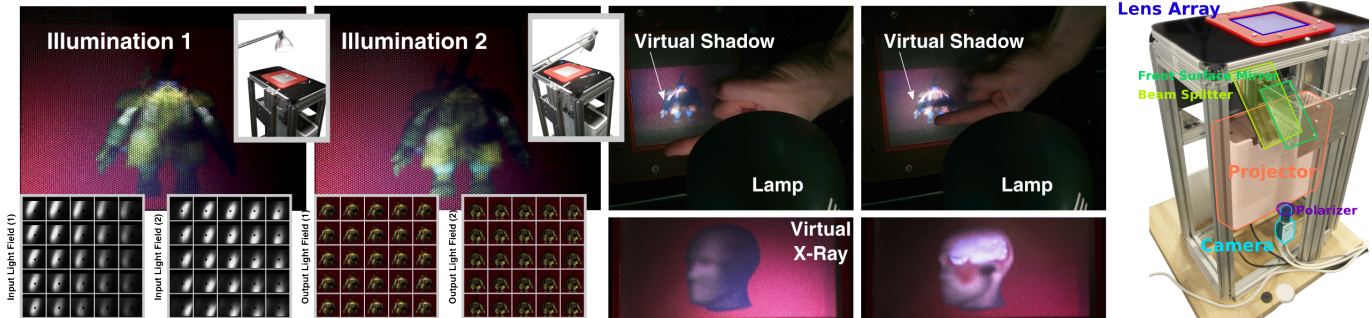 Illumination 1
Illumination 2
Virtual Shadow
Virtual Shadow
Lens Array
Front Surface Mirror
Beam Splitter
Projector
Polarizer
Camera
Lamp
Lamp
Virtual
X-Ray
Input Light Field (1)
Input Light Field (2)
Output Light Field (1)
Output Light Field (2)